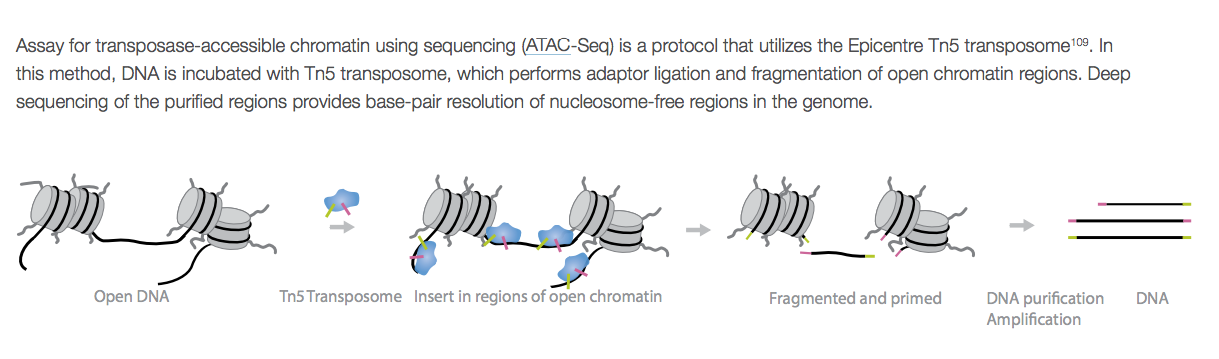 Assay for transposase-accessible chromatin using sequencing (ATAC-Seq) is a protocol that utilizes the Epicentre Tn5 transposome109. In
this method, DNA is incubated with Tn5 transposome, which performs adaptor ligation and fragmentation of open chromatin regions. Deep
sequencing of the purified regions provides base-pair resolution of nucleosome-free regions in the genome.
Open DNA
Tn5 Transposome
Insert in regions of open chromatin
Fragmented and primed
DNA purification
Amplification
DNA